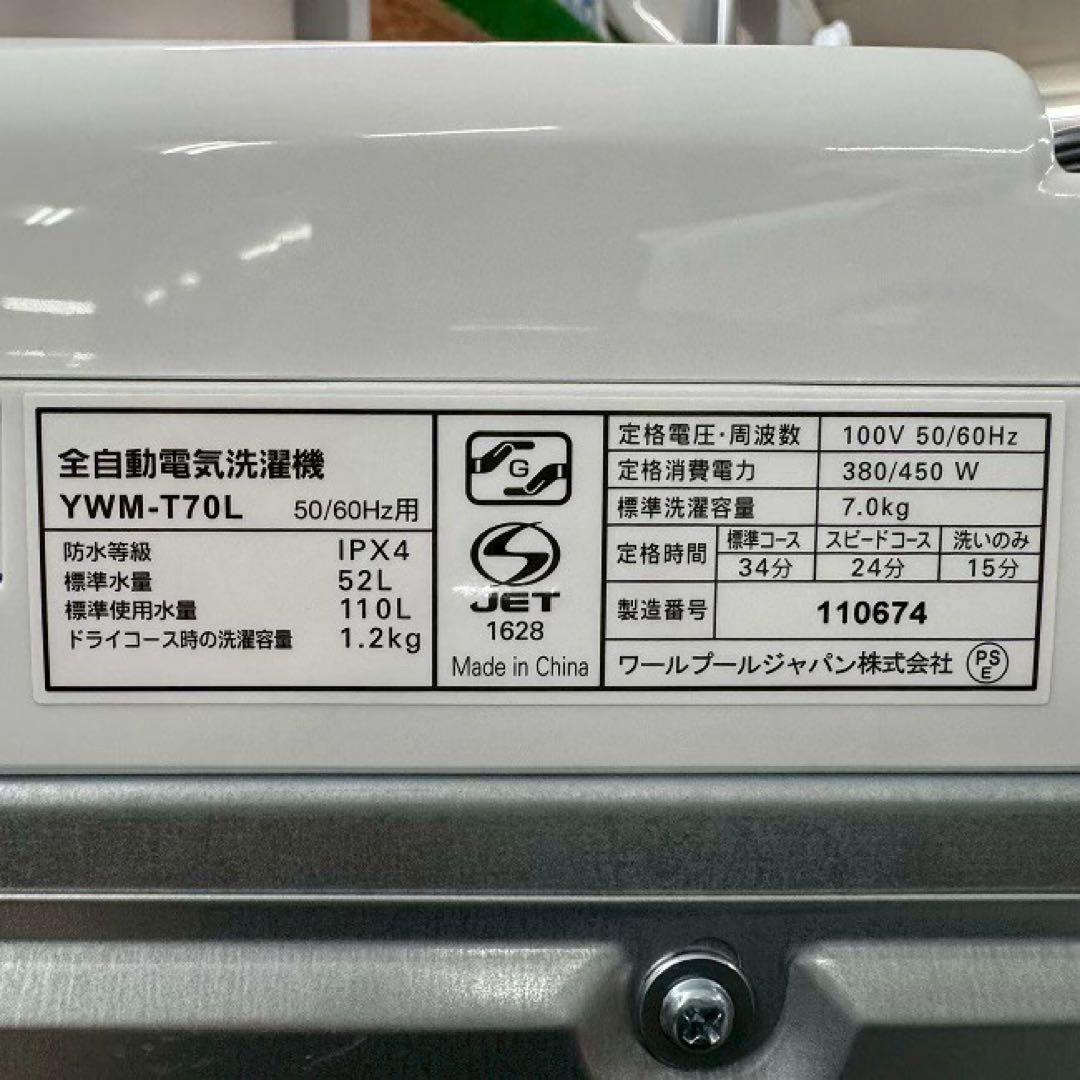 全自動電気洗濯機
YWM-T70L 50/60Hz用
防水等級 IPX4
標準水量 52L
標準使用水量 110L
ドライコース時の洗濯容量 1.2kg
G
JET
1628
Made in China
定格電圧・周波数 100V 50/60Hz
定格消費電力 380/450 W
標準洗濯容量 7.0kg
定格時間 標準コース スピードコース 洗いのみ
34分 24分 15分
製造番号 110674
ワールプールジャパン株式会社 PS
E